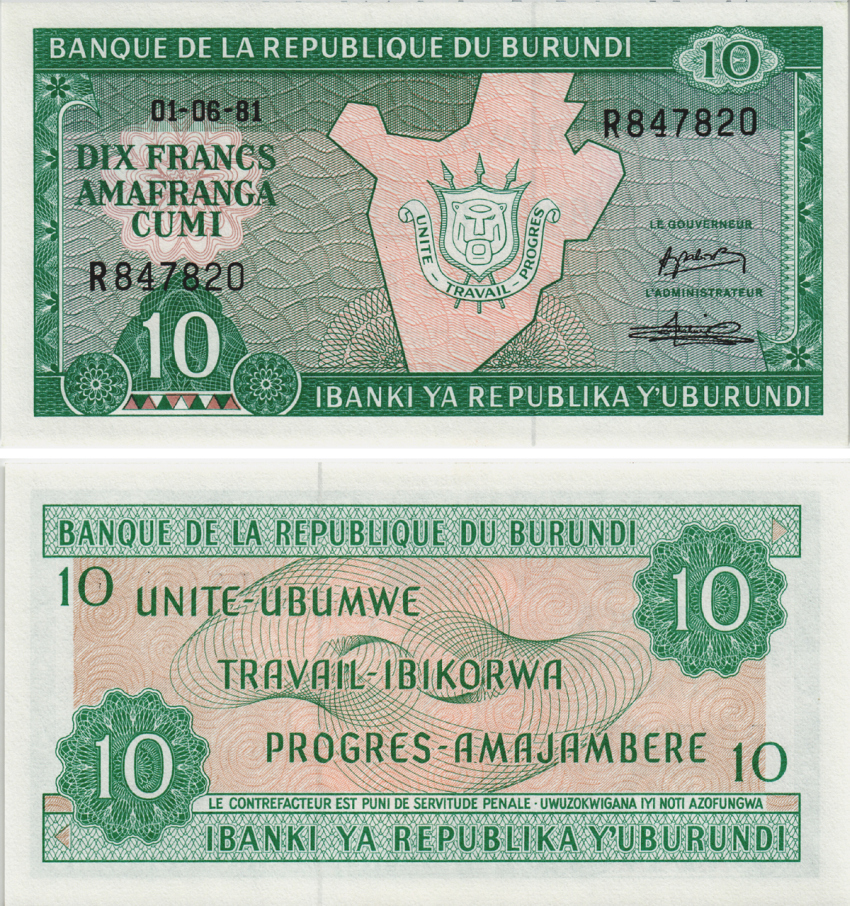 BANQUE DE LA REPUBLIQUE DU BURUNDI
10
01-06-81
R847820
DIX FRANCS
AMAFRANGA
CUMI
UNITE - TRAVAIL - PROGRES
LE GOUVERNEUR
R847820
L'ADMINISTRATEUR
10
IBANKI YA REPUBLIKA Y'UBURUNDI
BANQUE DE LA REPUBLIQUE DU BURUNDI
10
10
UNITE-UBUMWE
TRAVAIL-IBIKORWA
PROGRES-AMAJAMBERE
10
10
LE CONTREFACTEUR EST PUNI DE SERVITUDE PENALE · UWUZOKWIGANA IYI NOTI AZOFUNGWA
IBANKI YA REPUBLIKA Y'UBURUNDI